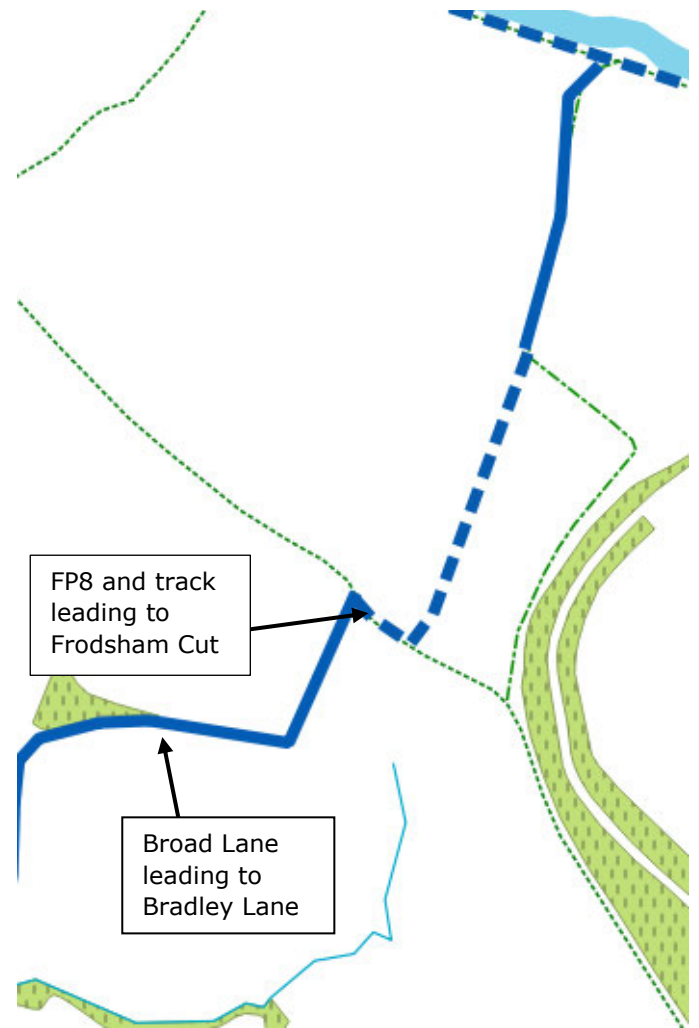 FP8 and track
leading to
Frodsham Cut
Broad Lane
leading to
Bradley Lane